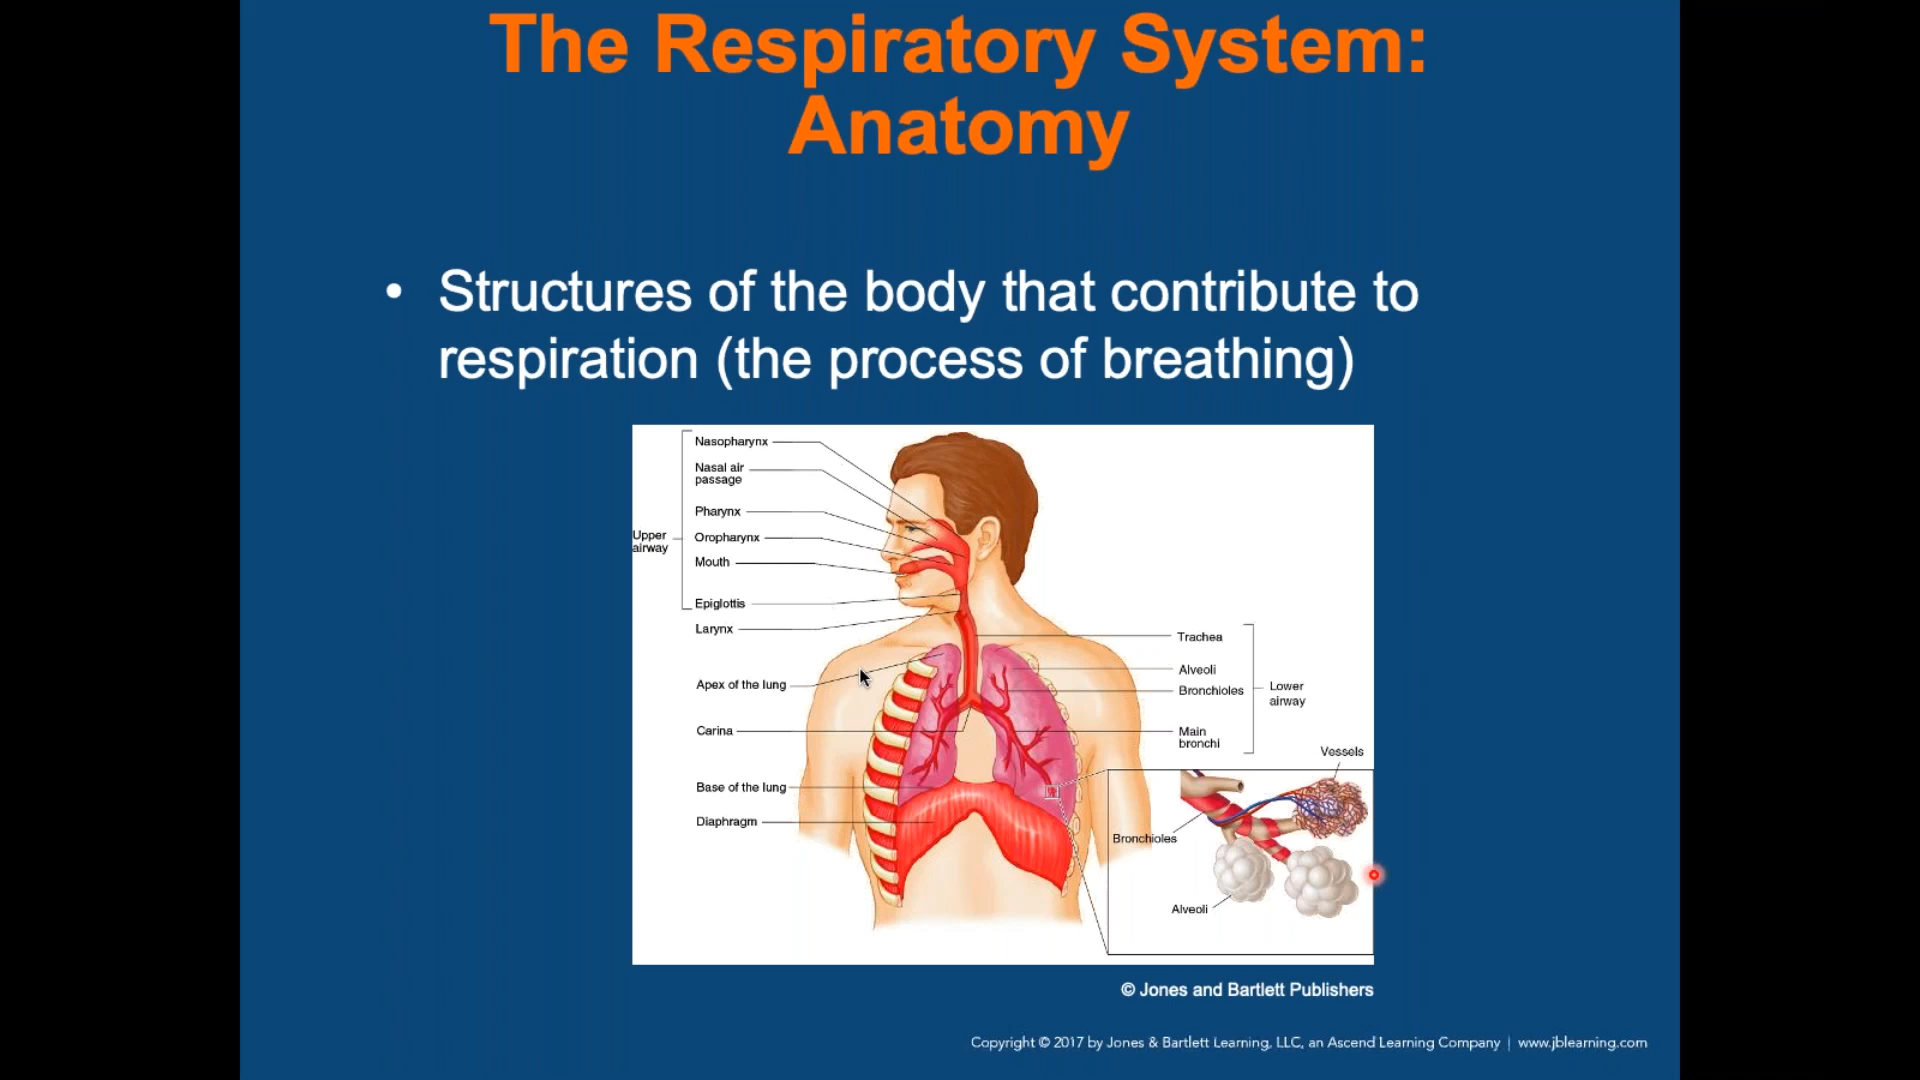 The Respiratory System:
Anatomy
• Structures of the body that contribute to
respiration (the process of breathing)
Nasopharynx
Nasal air
passage
Pharynx
Oropharynx
Mouth
Epiglottis
Upper
airway
Larynx
Apex of the lung
Carina
Base of the lung
Diaphragm
Trachea
Alveoli
Bronchioles
Main
bronchi
Lower
airway
Vessels
Bronchioles
Alveoli
© Jones and Bartlett Publishers
Copyright © 2017 by Jones & Bartlett Learning, LLC, an Ascend Learning Company | www.jblearning.com